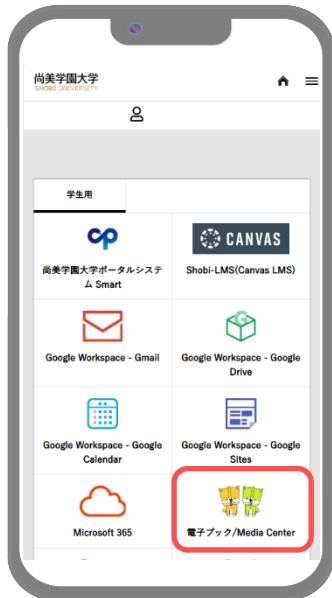 尚美学園大学
SHOBI UNIVERSITY
学生用
cp
CANVAS
尚美学園大学ポータルシステ
ム Smart
Shobi-LMS(Canvas LMS)
G
Google Workspace - Gmail
Google Workspace - Google
Drive
Google Workspace - Google
Calendar
Google Workspace - Google
Sites
Microsoft 365
電子ブック/Media Center